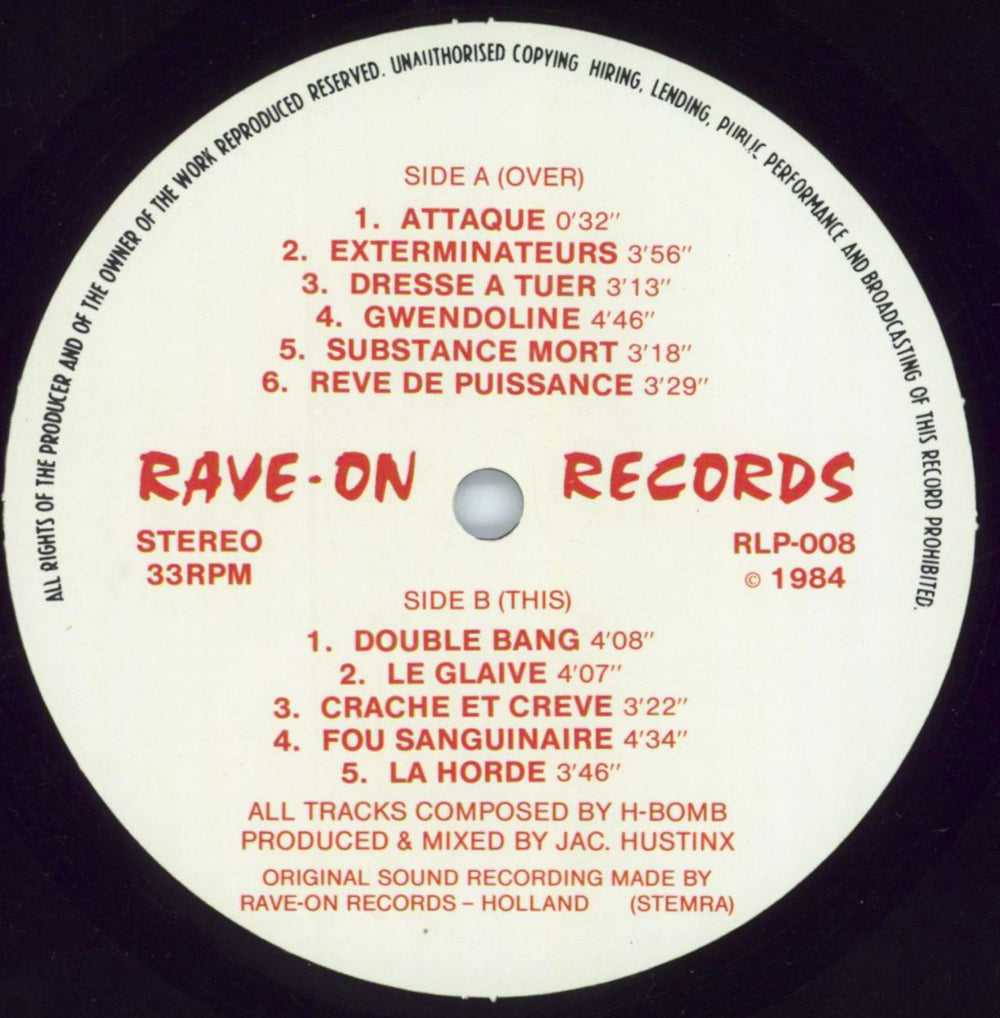 ALL RIGHTS OF THE PRODUCER AND OF THE OWNER OF THE WORK REPRODUCED RESERVED. UNAUTHORISED COPYING HIRING, LENDING, PUBLIC PERFORMANCE AND BROADCASTING OF THIS RECORD PROHIBITED.
SIDE A (OVER)
1. ATTAQUE 0'32"
2. EXTERMINATEURS 3'56"
3. DRESSE A TUER 3'13"
4. GWENDOLINE 4'46"
5. SUBSTANCE MORT 3'18"
6. REVE DE PUISSANCE 3'29"
RAVE-ON RECORDS
STEREO RLP-008
33RPM © 1984
SIDE B (THIS)
1. DOUBLE BANG 4'08"
2. LE GLAIVE 4'07"
3. CRACHE ET CREVE 3'22"
4. FOU SANGUINAIRE 4'34"
5. LA HORDE 3'46"
ALL TRACKS COMPOSED BY H-BOMB
PRODUCED & MIXED BY JAC. HUSTINX
ORIGINAL SOUND RECORDING MADE BY
RAVE-ON RECORDS – HOLLAND (STEMRA)